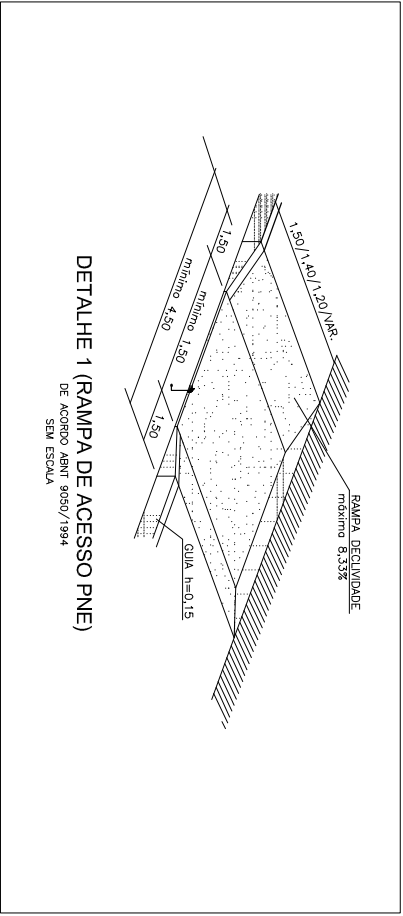 1,50/1,40/1,20/VAR.
RAMPA DECLIVIDADE
máxima 8,33%
1,50
mínimo 1,50
1,50
mínimo 4,50
GUIA h=0,15
DETALHE 1 (RAMPA DE ACESSO PNE)
DE ACORDO ABNT 9050/1994
SEM ESCALA